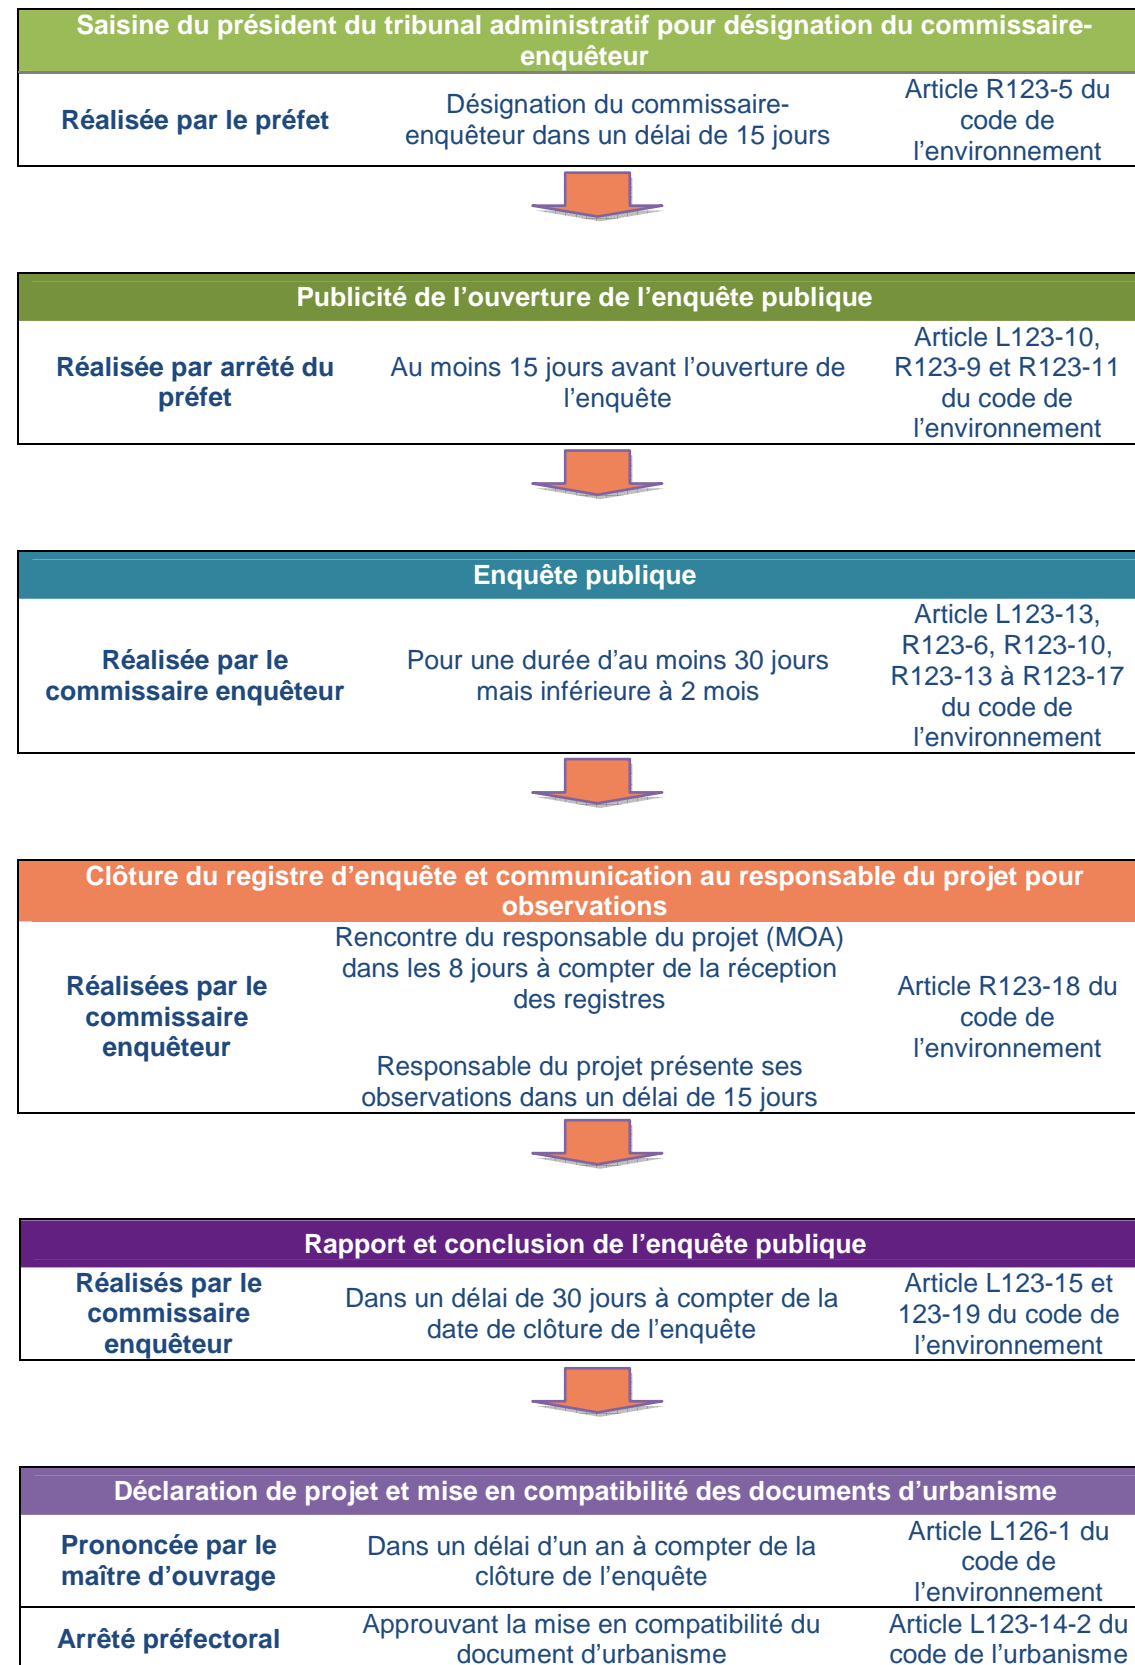 Saisine du président du tribunal administratif pour désignation du commissaire-
enquêteur
Réalisée par le préfet
Désignation du commissaire-
enquêteur dans un délai de 15 jours
Article R123-5 du
code de
l’environnement
Publicité de l’ouverture de l’enquête publique
Réalisée par arrêté du
préfet
Au moins 15 jours avant l’ouverture de
l’enquête
Article L123-10,
R123-9 et R123-11
du code de
l’environnement
Enquête publique
Réalisée par le
commissaire enquêteur
Pour une durée d’au moins 30 jours
mais inférieure à 2 mois
Article L123-13,
R123-6, R123-10,
R123-13 à R123-17
du code de
l’environnement
Clôture du registre d’enquête et communication au responsable du projet pour
observations
Réalisées par le
commissaire
enquêteur
Rencontre du responsable du projet (MOA)
dans les 8 jours à compter de la réception
des registres
Responsable du projet présente ses
observations dans un délai de 15 jours
Article R123-18 du
code de
l’environnement
Rapport et conclusion de l’enquête publique
Réalisés par le
commissaire
enquêteur
Dans un délai de 30 jours à compter de la
date de clôture de l’enquête
Article L123-15 et
123-19 du code de
l’environnement
Déclaration de projet et mise en compatibilité des documents d’urbanisme
Prononcée par le
maître d’ouvrage
Dans un délai d’un an à compter de la
clôture de l’enquête
Article L126-1 du
code de
l’environnement
Arrêté préfectoral
Approuvant la mise en compatibilité du
document d’urbanisme
Article L123-14-2 du
code de l’urbanisme